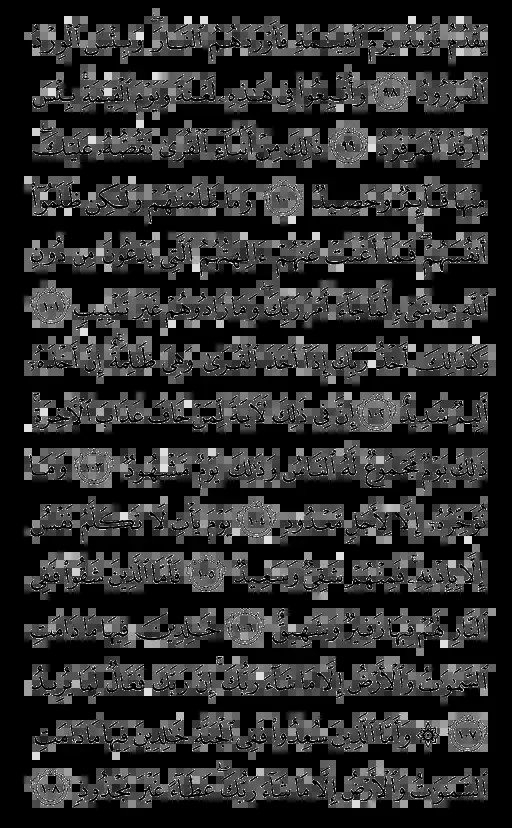 يَقْدُمُ قَوْمَهُۥ يَوْمَ ٱلْقِيَٰمَةِ فَأَوْرَدَهُمُ ٱلنَّارَ ۖ وَبِئْسَ ٱلْوِرْدُ
ٱلْمَوْرُودُ ٩٨ وَأُتْبِعُوا۟ فِى هَٰذِهِۦ لَعْنَةً وَيَوْمَ ٱلْقِيَٰمَةِ ۚ بِئْسَ
ٱلرِّفْدُ ٱلْمَرْفُودُ ٩٩ ذَٰلِكَ مِنْ أَنۢبَآءِ ٱلْقُرَىٰ نَقُصُّهُۥ عَلَيْكَ ۖ
مِنْهَا قَآئِمٌ وَحَصِيدٌ ١٠٠ وَمَا ظَلَمْنَٰهُمْ وَلَٰكِن ظَلَمُوٓا۟
أَنفُسَهُمْ ۖ فَمَآ أَغْنَتْ عَنْهُمْ ءَالِهَتُهُمُ ٱلَّتِى يَدْعُونَ مِن دُونِ
ٱللَّهِ مِن شَىْءٍ لَّمَّا جَآءَ أَمْرُ رَبِّكَ ۖ وَمَا زَادُوهُمْ غَيْرَ تَتْبِيبٍ ١٠١
وَكَذَٰلِكَ أَخْذُ رَبِّكَ إِذَآ أَخَذَ ٱلْقُرَىٰ وَهِىَ ظَٰلِمَةٌ ۚ إِنَّ أَخْذَهُۥٓ
أَلِيمٌ شَدِيدٌ ١٠٢ إِنَّ فِى ذَٰلِكَ لَءَايَةً لِّمَنْ خَافَ عَذَابَ ٱلْءَاخِرَةِ ۚ
ذَٰلِكَ يَوْمٌ مَّجْمُوعٌ لَّهُ ٱلنَّاسُ وَذَٰلِكَ يَوْمٌ مَّشْهُودٌ ١٠٣ وَمَا
نُؤَخِّرُهُۥٓ إِلَّا لِأَجَلٍ مَّعْدُودٍ ١٠٤ يَوْمَ يَأْتِ لَا تَكَلَّمُ نَفْسٌ
إِلَّا بِإِذْنِهِۦ ۚ فَمِنْهُمْ شَقِىٌّ وَسَعِيدٌ ١٠٥ فَأَمَّا ٱلَّذِينَ شَقُوا۟ فَفِى
ٱلنَّارِ لَهُمْ فِيهَا زَفِيرٌ وَشَهِيقٌ ١٠٦ خَٰلِدِينَ فِيهَا مَا دَامَتِ
ٱلسَّمَٰوَٰتُ وَٱلْأَرْضُ إِلَّا مَا شَآءَ رَبُّكَ ۚ إِنَّ رَبَّكَ فَعَّالٌ لِّمَا يُرِيدُ
١٠٧ ۞ وَأَمَّا ٱلَّذِينَ سُعِدُوا۟ فَفِى ٱلْجَنَّةِ خَٰلِدِينَ فِيهَا مَا دَامَتِ
ٱلسَّمَٰوَٰتُ وَٱلْأَرْضُ إِلَّا مَا شَآءَ رَبُّكَ ۖ عَطَآءً غَيْرَ مَجْذُوذٍ ١٠٨